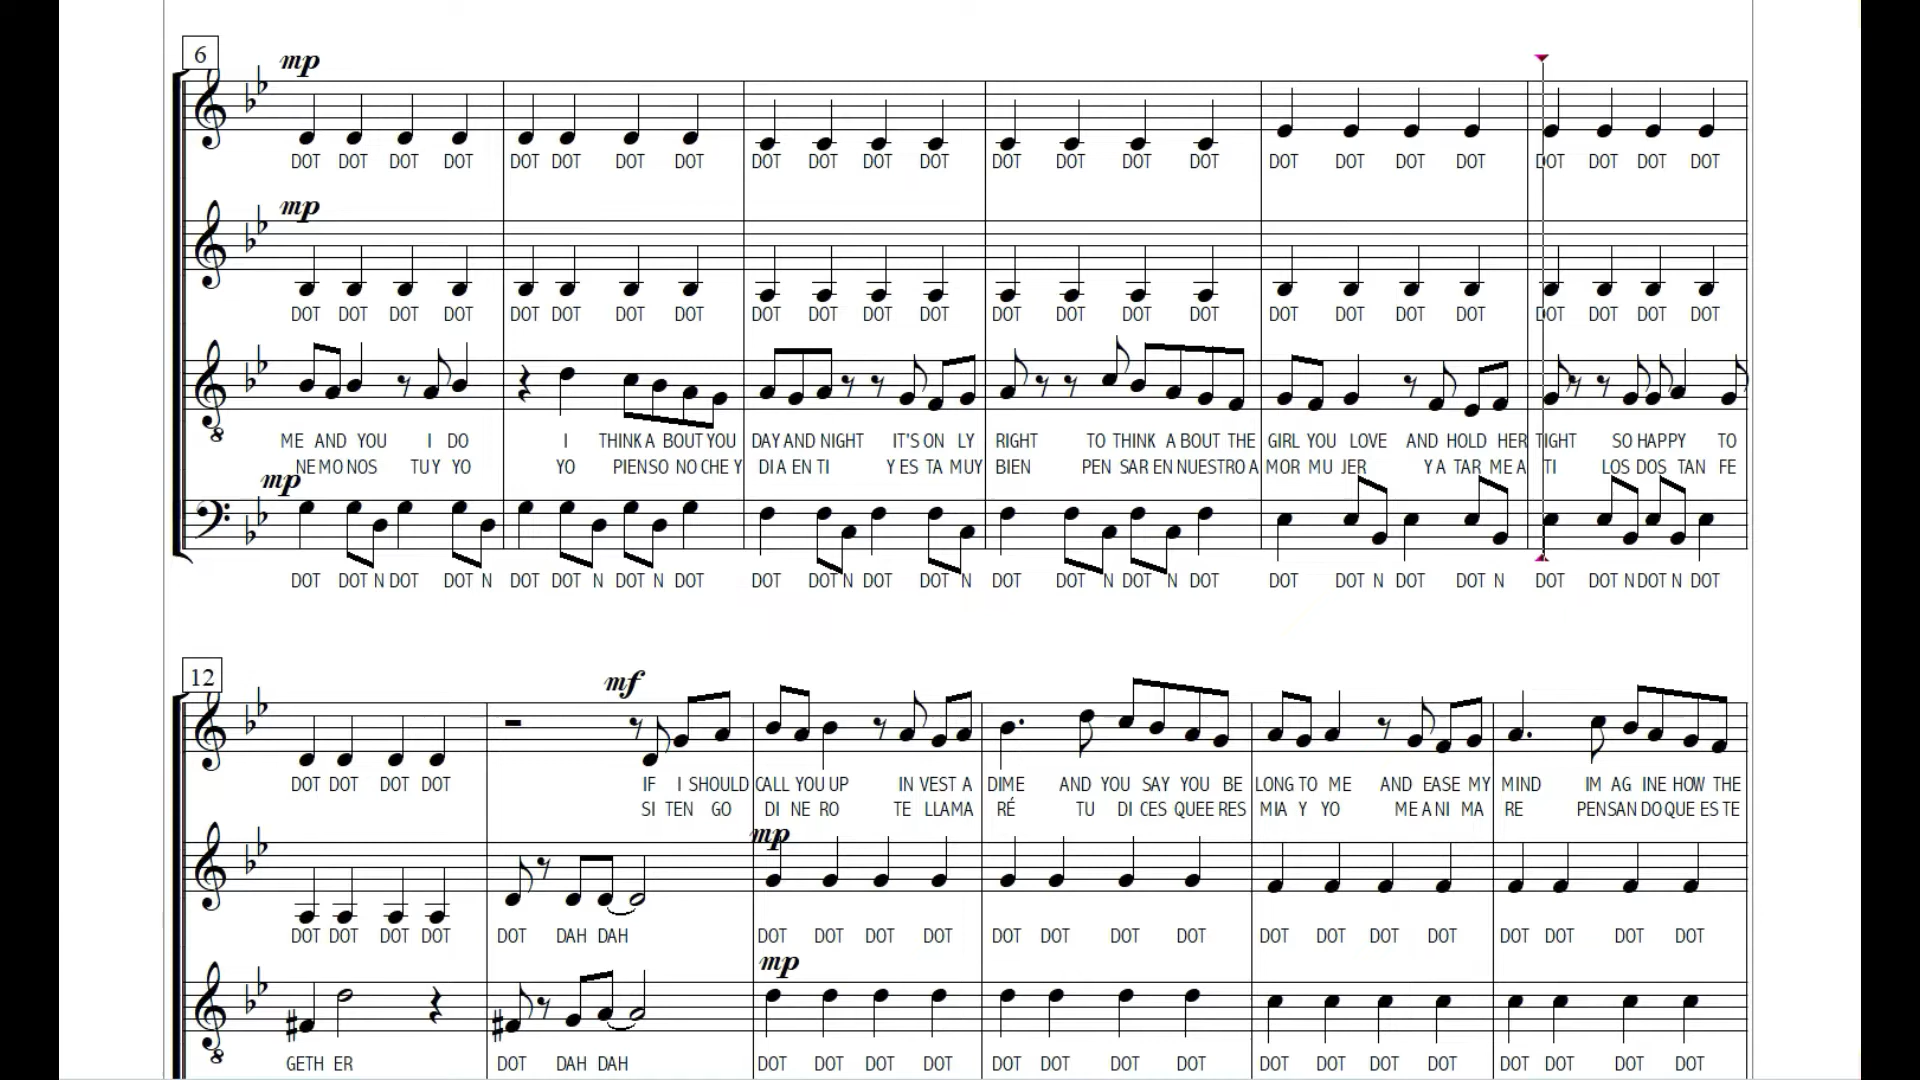 6
mp
DOT DOT DOT DOT DOT DOT DOT DOT DOT DOT DOT DOT DOT DOT DOT DOT DOT DOT DOT DOT DOT DOT DOT DOT
mp
DOT DOT DOT DOT DOT DOT DOT DOT DOT DOT DOT DOT DOT DOT DOT DOT DOT DOT DOT DOT DOT DOT DOT DOT
ME AND YOU I DO I THINK A BOUT YOU DAY AND NIGHT IT'S ON LY RIGHT TO THINK A BOUT THE GIRL YOU LOVE AND HOLD HER TIGHT SO HAPPY TO
NE MO NOS TU Y YO YO PIENSO NO CHE Y DI A EN TI Y ES TA MUY BIEN PEN SAR EN NUESTRO A MOR MU JER Y A TAR ME A TI LOS DOS TAN FE
mp
DOT DOT N DOT DOT N DOT DOT N DOT N DOT DOT DOT N DOT DOT N DOT DOT N DOT N DOT DOT DOT N DOT DOT N DOT DOT N DOT N DOT
12
mf
DOT DOT DOT DOT IF I SHOULD CALL YOU UP IN VEST A DIME AND YOU SAY YOU BE LONG TO ME AND EASE MY MIND IM AG INE HOW THE
SI TEN GO DI NE RO TE LLAMA RÉ TU DI CES QUE E RES MIA Y YO ME A NI MA RE PENSAN DO QUE ES TE
mp
DOT DOT DOT DOT DOT DAH DAH DOT DOT DOT DOT DOT DOT DOT DOT DOT DOT DOT DOT DOT DOT DOT DOT
mp
GETH ER DOT DAH DAH DOT DOT DOT DOT DOT DOT DOT DOT DOT DOT DOT DOT DOT DOT DOT DOT